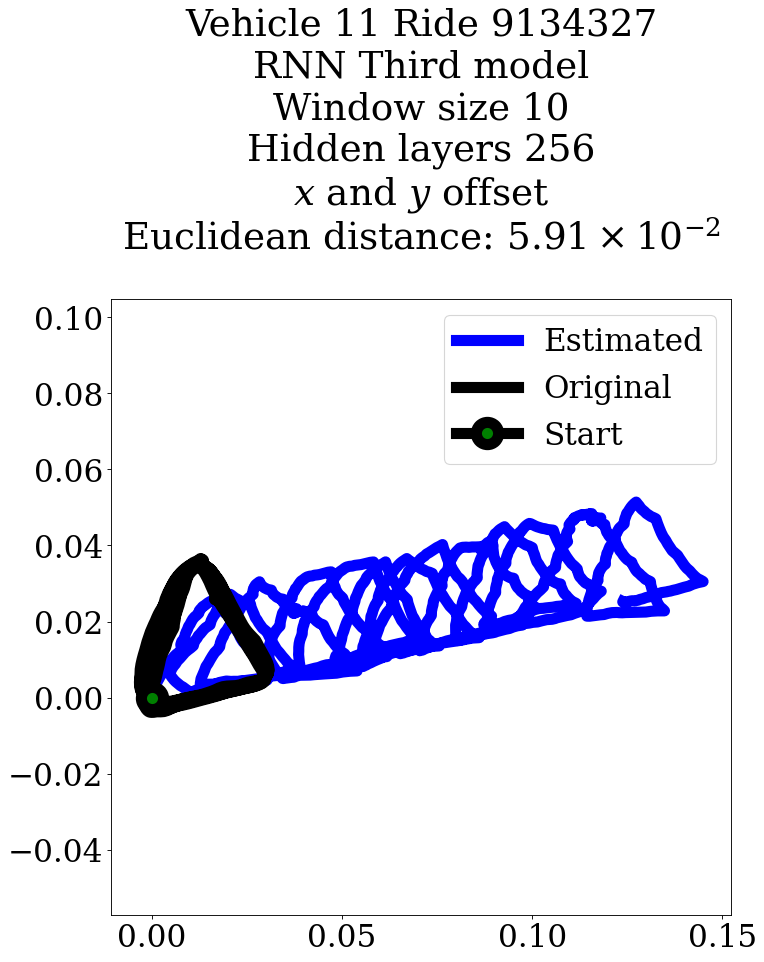 Vehicle 11 Ride 9134327
RNN Third model
Window size 10
Hidden layers 256
x and y offset
Euclidean distance: 5.91 × 10⁻²
Estimated
Original
Start
0.10
0.08
0.06
0.04
0.02
0.00
−0.02
−0.04
0.00 0.05 0.10 0.15